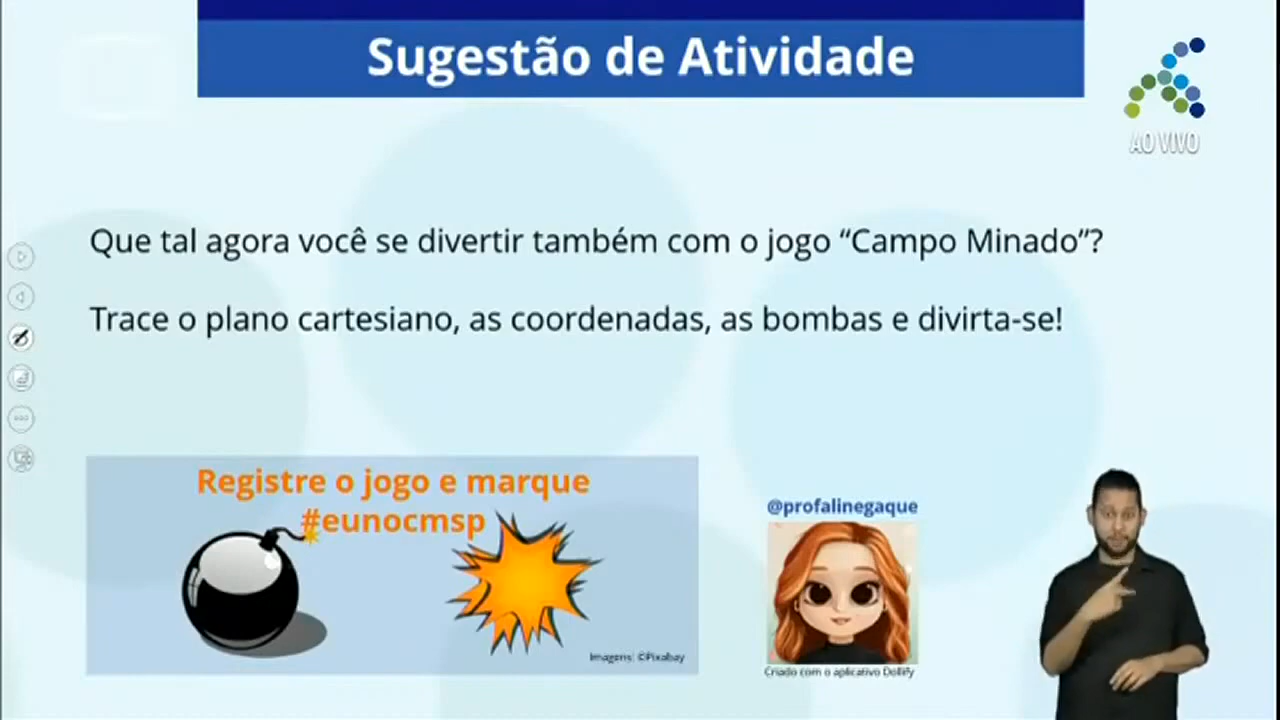 Sugestão de Atividade
AO VIVO
Que tal agora você se divertir também com o jogo “Campo Minado”?
Trace o plano cartesiano, as coordenadas, as bombas e divirta-se!
Registre o jogo e marque
#eunocmsp
Imagens: ©Pixabay
@profalinegaque
Criado com o aplicativo Dollify